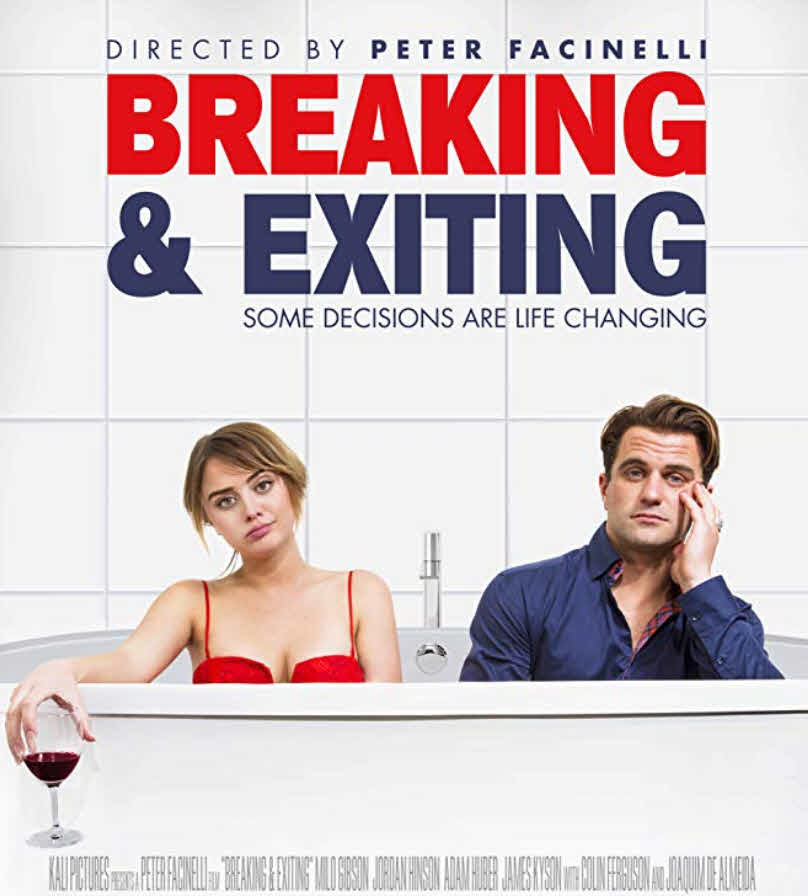 DIRECTED BY PETER FACINELLI
BREAKING
& EXITING
SOME DECISIONS ARE LIFE CHANGING
KALI PICTURES PRESENTS A PETER FACINELLI FILM "BREAKING & EXITING" MILO GIBSON JORDAN HINSON ADAM HUBER JAMES KYSON WITH COLIN FERGUSON AND JOAQUIM DE ALMEIDA